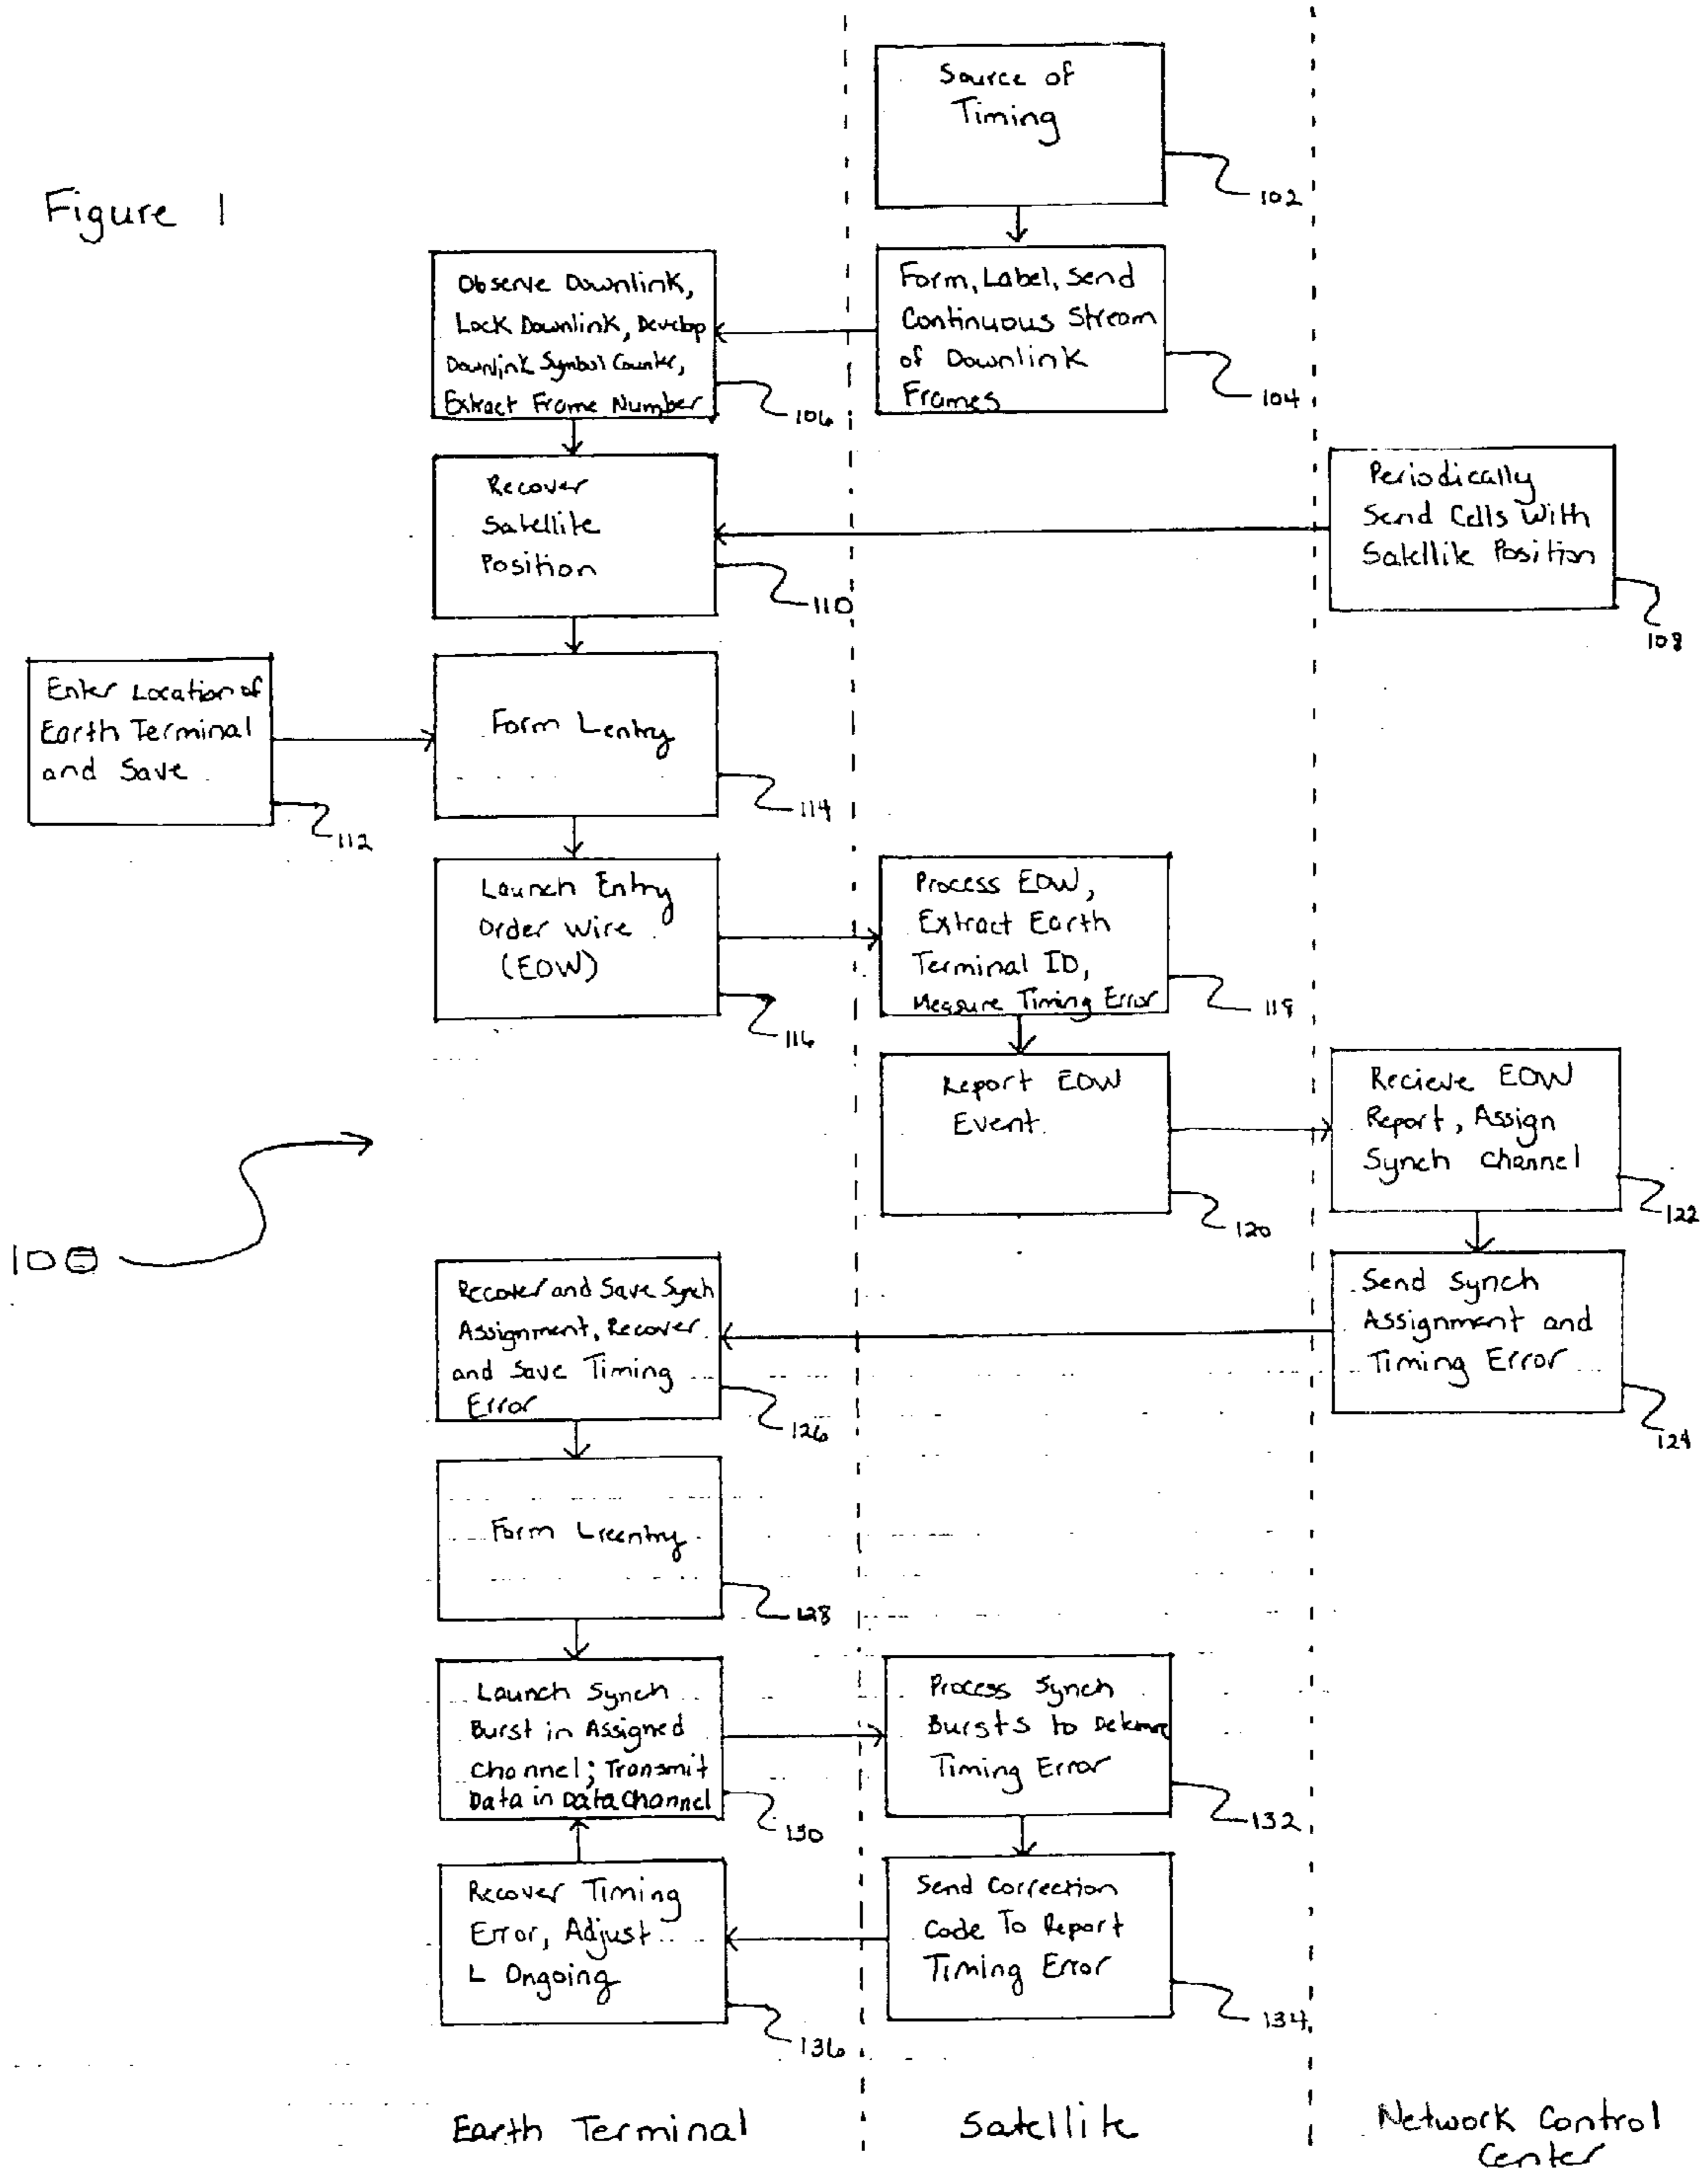 Figure 1
Source of
Timing
102
Observe Downlink,
Lock Downlink, Develop
Downlink Symbol Counter,
Extract Frame Number
106
Form, Label, Send
Continuous Stream
of Downlink
Frames
104
Recover
Satellite
Position
110
Periodically
Send Cells With
Satellite Position
108
Enter Location of
Earth Terminal
and Save
112
Form Lentry
114
Launch Entry
Order Wire
(EOW)
116
Process EOW,
Extract Earth
Terminal ID,
Measure Timing Error
118
Report EOW
Event
120
Recieve EOW
Report, Assign
Synch Channel
122
100
Recover and Save Synch
Assignment, Recover
and Save Timing
Error
126
Send Synch
Assignment and
Timing Error
124
Form Lreentry
128
Launch Synch
Burst in Assigned
Channel; Transmit
Data in Data Channel
130
Process Synch
Bursts to
Timing Error
132
Recover Timing
Error, Adjust
L Ongoing
136
Send Correction
Code To Report
Timing Error
134
Earth Terminal
Satellite
Network Control
Center